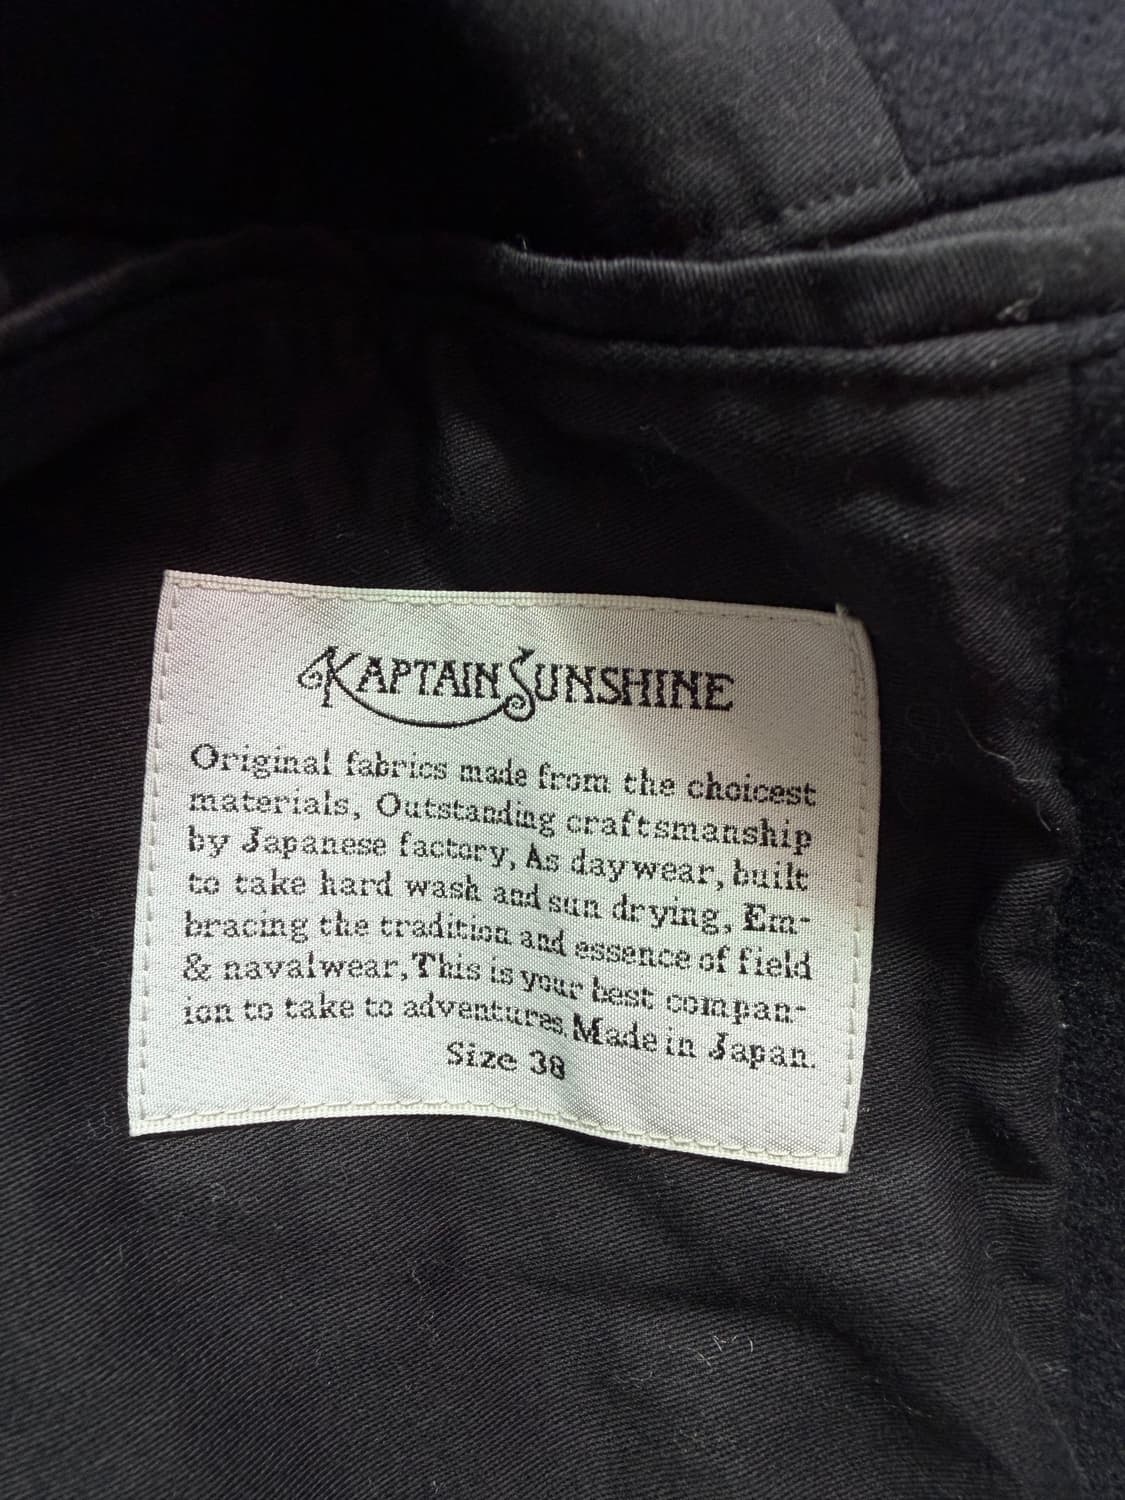 KAPTAIN SUNSHINE
Original fabrics made from the choicest
materials, Outstanding craftsmanship
by Japanese factory, As daywear, built
to take hard wash and sun drying, Em-
bracing the tradition and essence of field
& navalwear,This is your best compan-
ion to take to adventures. Made in Japan.
Size 38